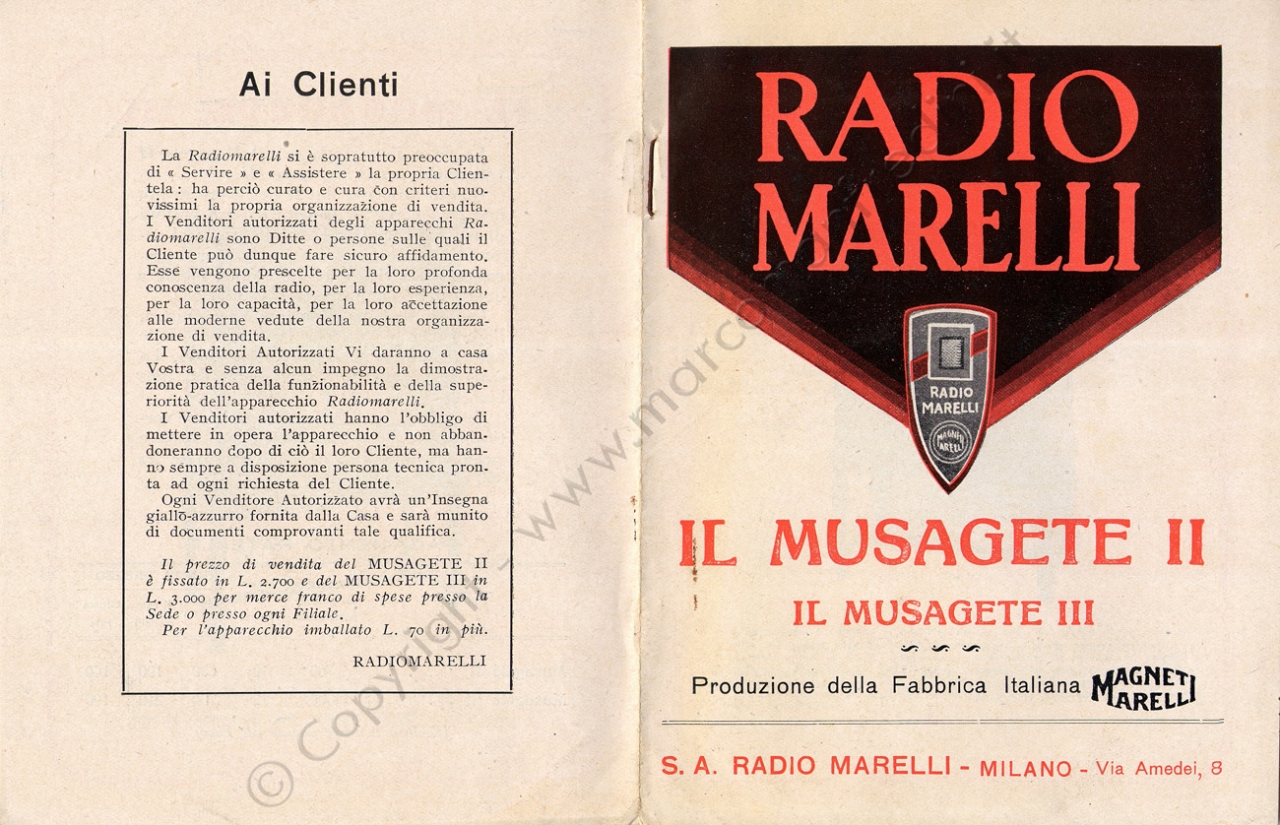 Ai Clienti
La Radiomarelli si è sopratutto preoccupata
di « Servire » e « Assistere » la propria Clien-
tela : ha perciò curato e cura con criteri nuo-
vissimi la propria organizzazione di vendita.
I Venditori autorizzati degli apparecchi Ra-
diomarelli sono Ditte o persone sulle quali il
Cliente può dunque fare sicuro affidamento.
Esse vengono prescelte per la loro profonda
conoscenza della radio, per la loro esperienza,
per la loro capacità, per la loro accettazione
alle moderne vedute della nostra organizza-
zione di vendita.
I Venditori Autorizzati Vi daranno a casa
Vostra e senza alcun impegno la dimostra-
zione pratica della funzionabilità e della supe-
riorità dell'apparecchio Radiomarelli.
I Venditori autorizzati hanno l'obbligo di
mettere in opera l'apparecchio e non abban-
doneranno dopo di ciò il loro Cliente, ma han-
no sempre a disposizione persona tecnica pron-
ta ad ogni richiesta del Cliente.
Ogni Venditore Autorizzato avrà un'Insegna
giallo-azzurro fornita dalla Casa e sarà munito
di documenti comprovanti tale qualifica.
Il prezzo di vendita del MUSAGETE II
è fissato in L. 2.700 e del MUSAGETE III in
L. 3.000 per merce franco di spese presso la
Sede o presso ogni Filiale.
Per l'apparecchio imballato L. 70 in più.
RADIOMARELLI
RADIO
MARELLI
RADIO
MARELLI
MAGNETI
MARELLI
IL MUSAGETE II
IL MUSAGETE III
Produzione della Fabbrica Italiana MAGNETI MARELLI
S. A. RADIO MARELLI - MILANO - Via Amedei, 8
© Copyright - www.marco